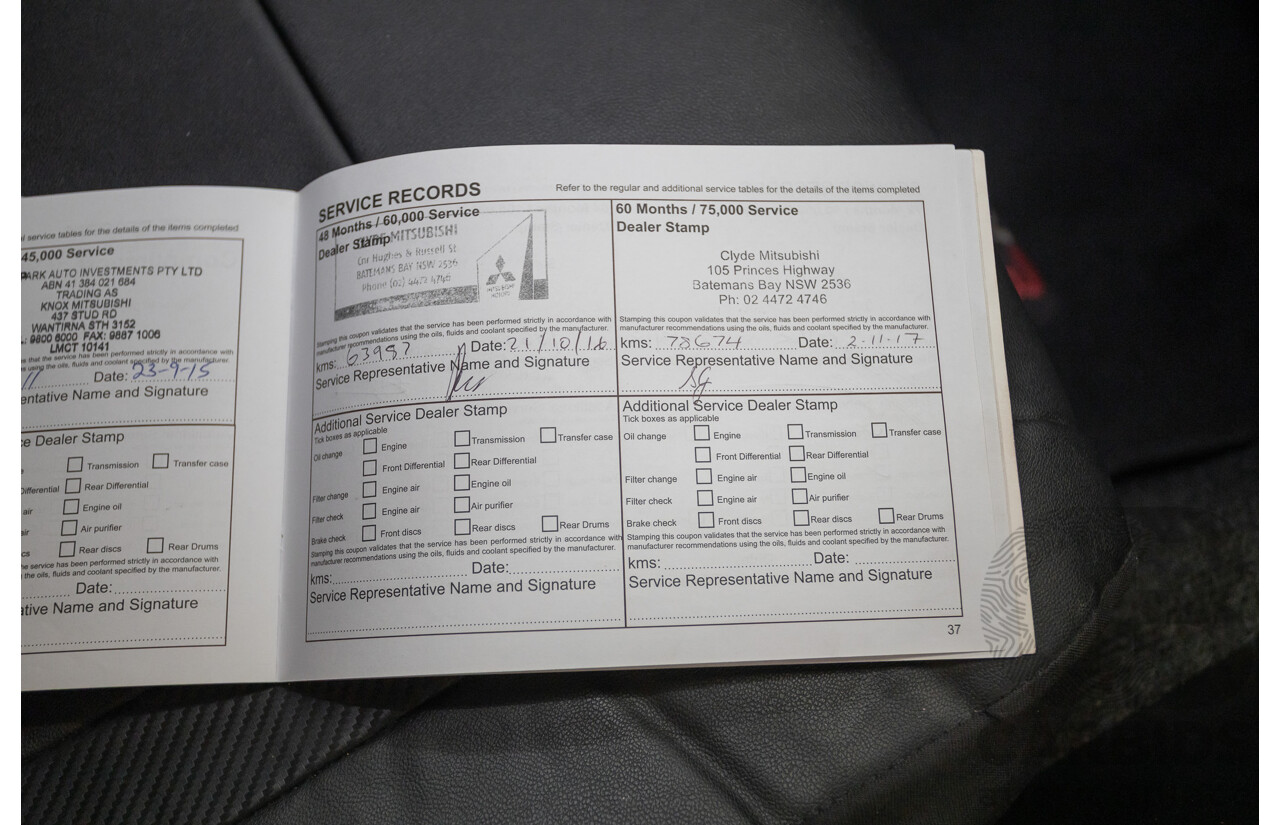 service tables for the details of the items completed
45,000 Service
PARK AUTO INVESTMENTS PTY LTD
ABN 41 384 021 684
TRADING AS
KNOX MITSUBISHI
437 STUD RD
WANTIRNA STH 3152
: 9800 6000 FAX: 9887 1006
LMCT 10141
es that the service has been performed strictly in accordance with
es using the oils, fluids and coolant specified by the manufacturer.
Date: 23-9-15
entative Name and Signature
ce Dealer Stamp
Transmission Transfer case
Differential Rear Differential
air Engine oil
air Air purifier
cs Rear discs Rear Drums
he service has been performed strictly in accordance with
the oils, fluids and coolant specified by the manufacturer.
Date:
tative Name and Signature
SERVICE RECORDS
Refer to the regular and additional service tables for the details of the items completed
48 Months / 60,000 Service
Dealer Stamp
MITSUBISHI
Cnr Hughes & Russell St
BATEMANS BAY NSW 2536
Phone (02) 4472 4746
MITSUBISHI
MOTORS
Stamping this coupon validates that the service has been performed strictly in accordance with
manufacturer recommendations using the oils, fluids and coolant specified by the manufacturer.
kms: 63987 Date: 21/10/16
Service Representative Name and Signature
Additional Service Dealer Stamp
Tick boxes as applicable
Oil change Engine Transmission Transfer case
Front Differential Rear Differential
Filter change Engine air Engine oil
Filter check Engine air Air purifier
Brake check Front discs Rear discs Rear Drums
Stamping this coupon validates that the service has been performed strictly in accordance with
manufacturer recommendations using the oils, fluids and coolant specified by the manufacturer.
kms: Date:
Service Representative Name and Signature
60 Months / 75,000 Service
Dealer Stamp
Clyde Mitsubishi
105 Princes Highway
Batemans Bay NSW 2536
Ph: 02 4472 4746
Stamping this coupon validates that the service has been performed strictly in accordance with
manufacturer recommendations using the oils, fluids and coolant specified by the manufacturer.
kms: 78674 Date: 2-11-17
Service Representative Name and Signature
Additional Service Dealer Stamp
Tick boxes as applicable
Oil change Engine Transmission Transfer case
Front Differential Rear Differential
Filter change Engine air Engine oil
Filter check Engine air Air purifier
Brake check Front discs Rear discs Rear Drums
Stamping this coupon validates that the service has been performed strictly in accordance with
manufacturer recommendations using the oils, fluids and coolant specified by the manufacturer.
kms: Date:
Service Representative Name and Signature
37